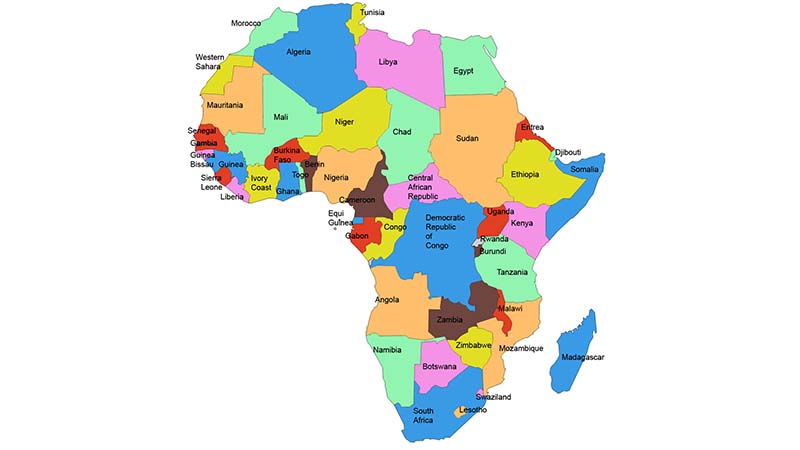 Tunisia
Morocco
Algeria
Libya
Egypt
Western
Sahara
Mauritania
Mali
Niger
Chad
Sudan
Eritrea
Djibouti
Senegal
Gambia
Guinea
Bissau
Guinea
Sierra
Leone
Liberia
Ivory
Coast
Burkina
Faso
Ghana
Togo
Benin
Nigeria
Cameroon
Central
African
Republic
Ethiopia
Somalia
Equi
Guinea
Gabon
Congo
Democratic
Republic
of
Congo
Uganda
Kenya
Rwanda
Burundi
Tanzania
Angola
Zambia
Malawi
Mozambique
Zimbabwe
Madagascar
Namibia
Botswana
Swaziland
Lesotho
South
Africa